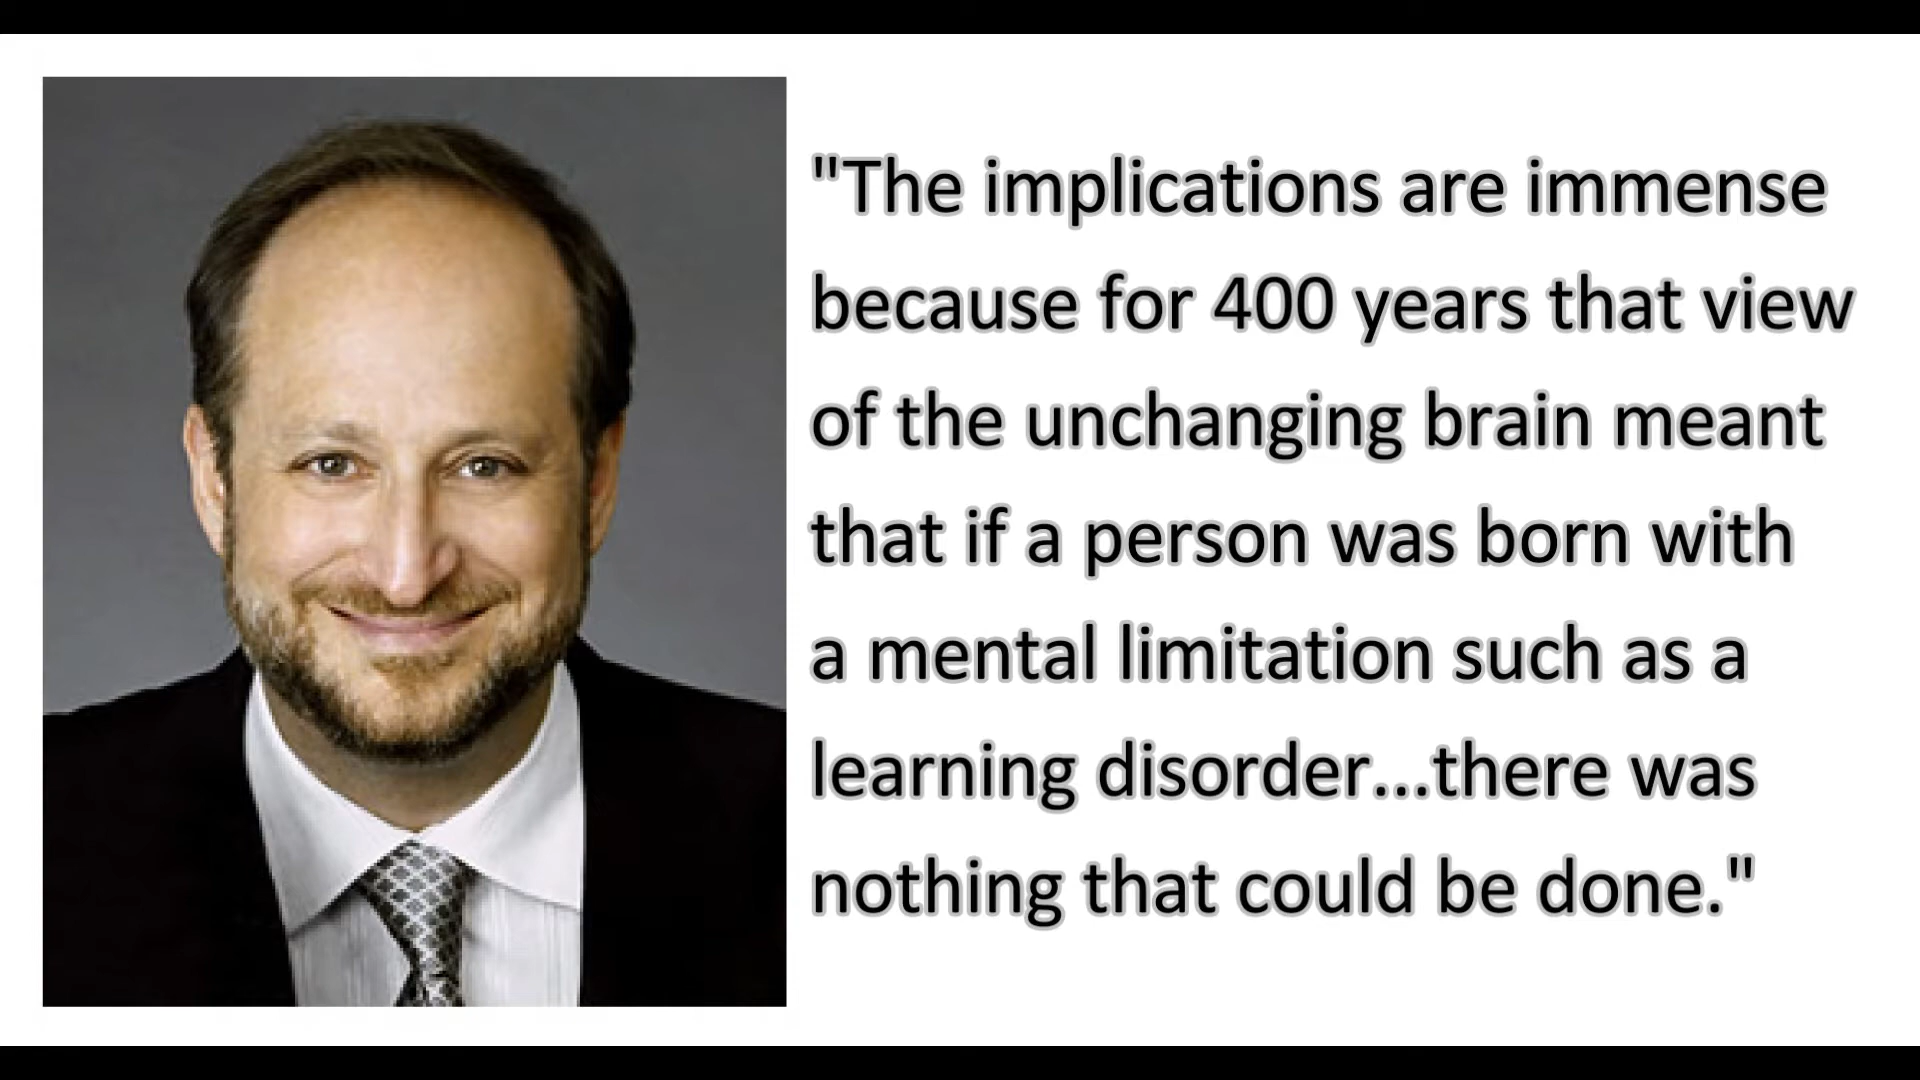 "The implications are immense
because for 400 years that view
of the unchanging brain meant
that if a person was born with
a mental limitation such as a
learning disorder...there was
nothing that could be done."